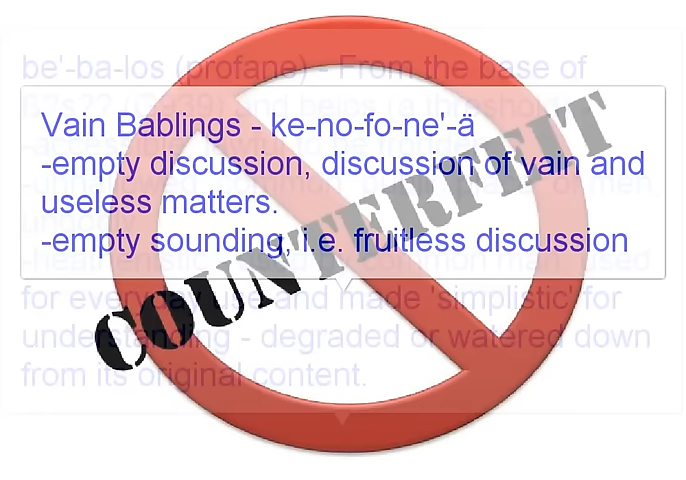 be'-ba-los (profane) - From the base of
Vain Bablings - ke-no-fo-ne'-ä
-empty discussion, discussion of vain and
useless matters.
-empty sounding, i.e. fruitless discussion
for everyday use and made 'simplistic' for
understanding - degraded or watered down
from its original content.
COUNTERFEIT